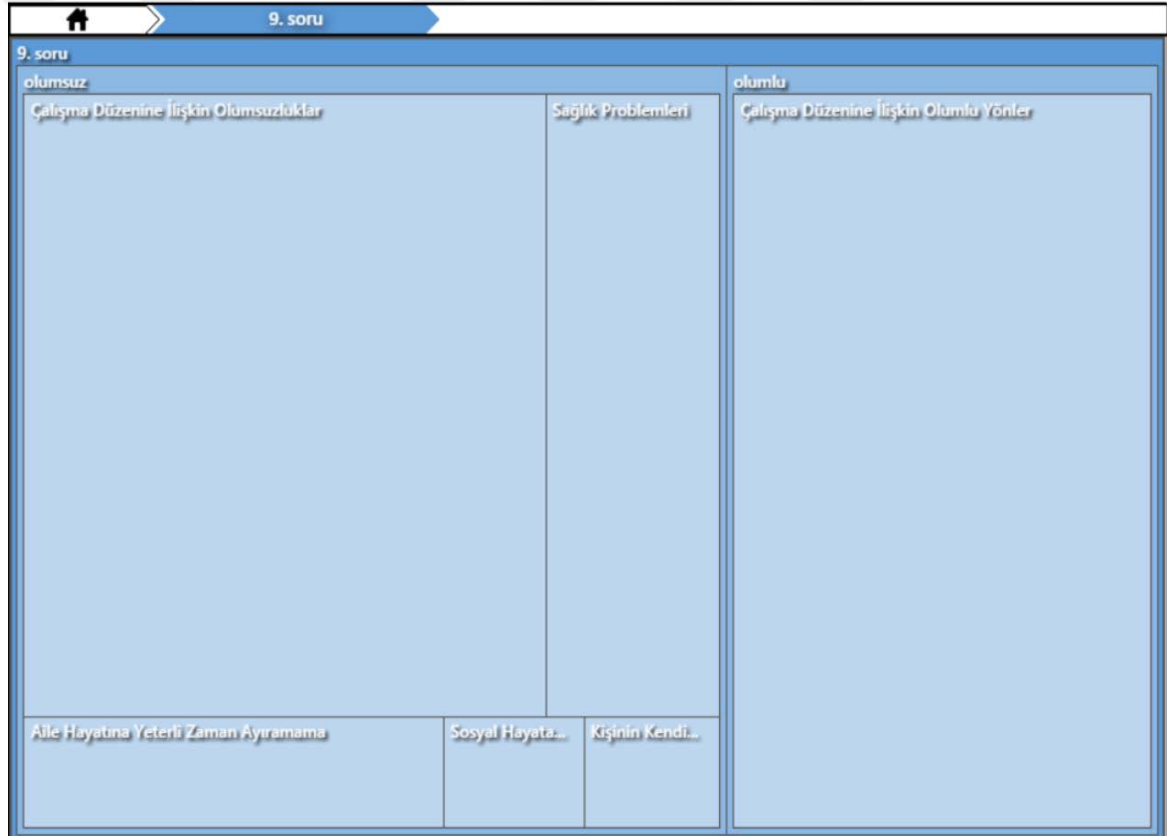 9. soru
9. soru
olumsuz
Çalışma Düzenine İlişkin Olumsuzluklar
Sağlık Problemleri
Aile Hayatına Yeterli Zaman Ayıramama
Sosyal Hayata...
Kişinin Kendi...
olumlu
Çalışma Düzenine İlişkin Olumlu Yönler